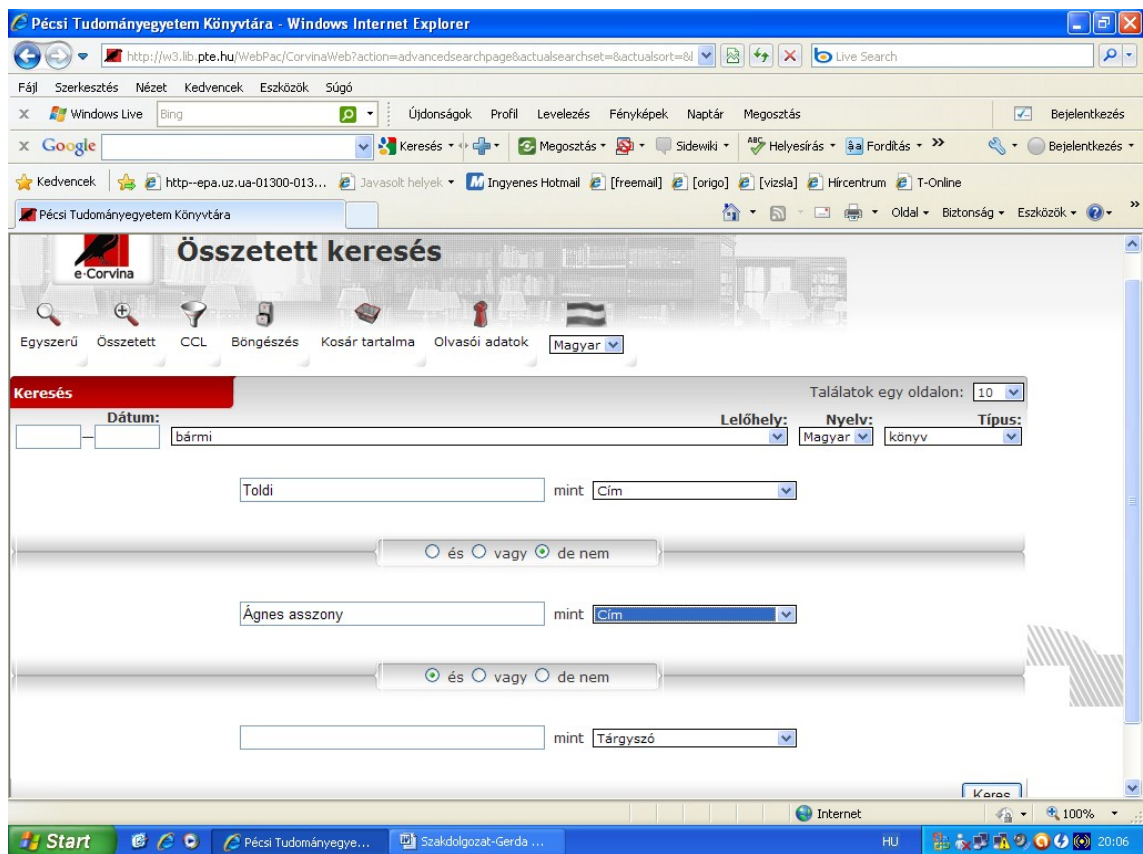 Pécsi Tudományegyetem Könyvtára - Windows Internet Explorer
http://w3.lib.pte.hu/WebPac/CorvinaWeb?action=advancedsearchpage&actualsearchset=&actualsort=&l
Live Search
Fájl Szerkesztés Nézet Kedvencek Eszközök Súgó
x Windows Live Bing Újdonságok Profil Levelezés Fényképek Naptár Megosztás Bejelentkezés
x Google Keresés Megosztás Sidewiki ABC Helyesírás Fordítás » Bejelentkezés
Kedvencek http--epa.uz.ua-01300-013... Javasolt helyek Ingyenes Hotmail [freemail] [origo] [vizsla] Hírcentrum T-Online
Pécsi Tudományegyetem Könyvtára Oldal Biztonság Eszközök »
e-Corvina
Összetett keresés
Egyszerű Összetett CCL Böngészés Kosár tartalma Olvasói adatok Magyar
Keresés Találatok egy oldalon: 10
Dátum: Lelőhely: Nyelv: Típus:
— bármi Magyar könyv
Toldi mint Cím
és vagy de nem
Ágnes asszony mint Cím
és vagy de nem
mint Tárgyszó
Keres
Internet 100%
Start Pécsi Tudományegye... Szakdolgozat-Gerda ... HU 20:06